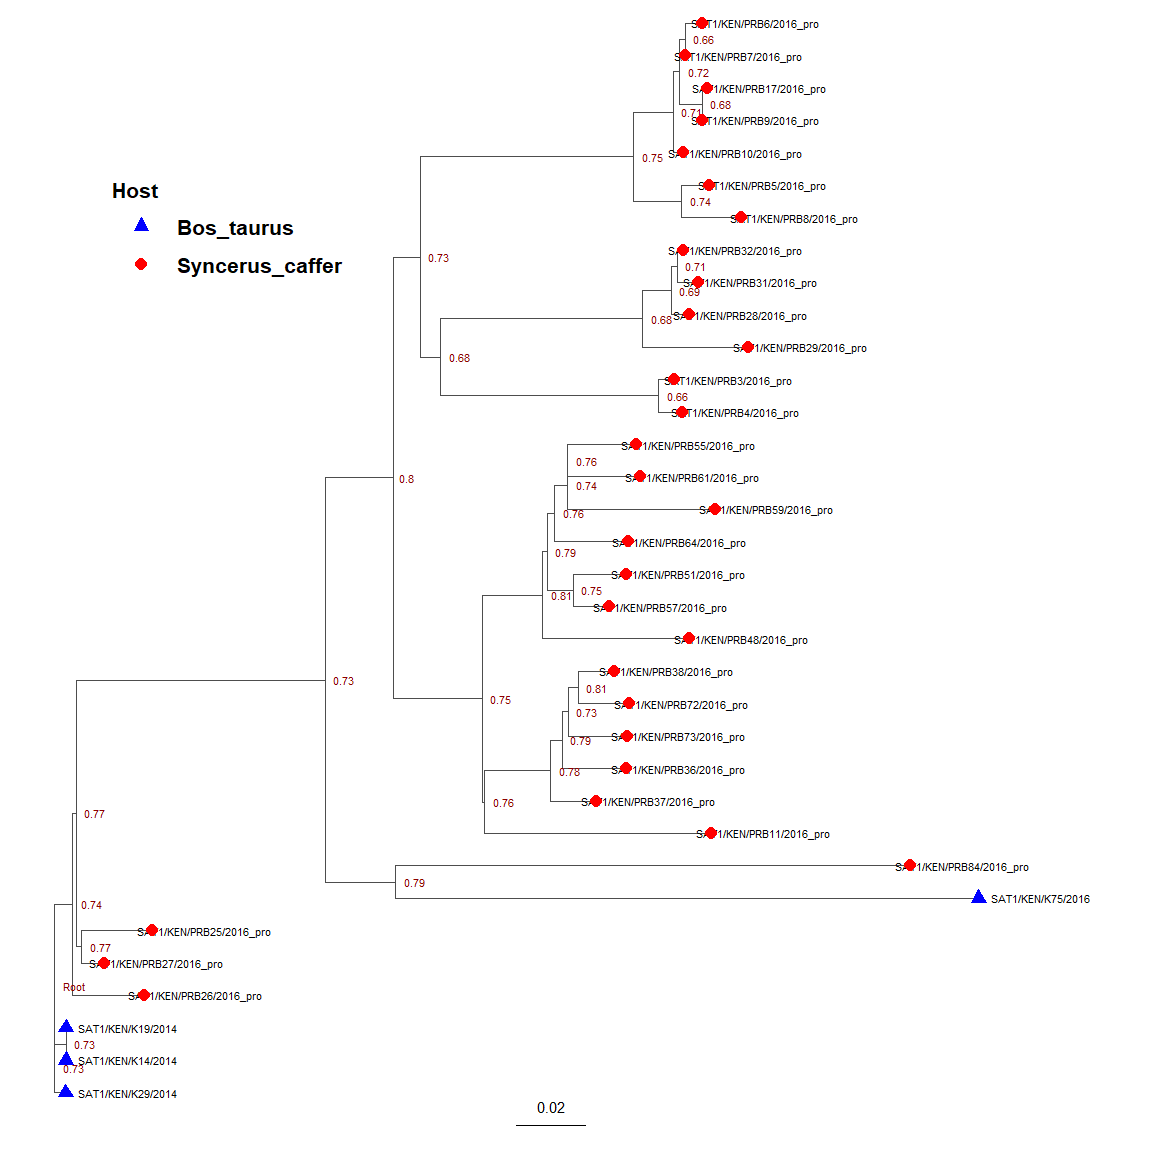 SAT1/KEN/PRB6/2016_pro
0.66
SAT1/KEN/PRB7/2016_pro
0.72
SAT1/KEN/PRB17/2016_pro
0.68
0.71
SAT1/KEN/PRB9/2016_pro
SAT1/KEN/PRB10/2016_pro
0.75
SAT1/KEN/PRB5/2016_pro
0.74
SAT1/KEN/PRB8/2016_pro
Host
Bos_taurus
Syncerus_caffer
SAT1/KEN/PRB32/2016_pro
0.73
0.71
SAT1/KEN/PRB31/2016_pro
0.69
SAT1/KEN/PRB28/2016_pro
0.68
SAT1/KEN/PRB29/2016_pro
0.68
SAT1/KEN/PRB3/2016_pro
0.66
SAT1/KEN/PRB4/2016_pro
SAT1/KEN/PRB55/2016_pro
0.76
SAT1/KEN/PRB61/2016_pro
0.8
0.74
SAT1/KEN/PRB59/2016_pro
0.76
SAT1/KEN/PRB64/2016_pro
0.79
SAT1/KEN/PRB51/2016_pro
0.75
0.81
SAT1/KEN/PRB57/2016_pro
SAT1/KEN/PRB48/2016_pro
SAT1/KEN/PRB38/2016_pro
0.73
0.81
0.75
SAT1/KEN/PRB72/2016_pro
0.73
SAT1/KEN/PRB73/2016_pro
0.79
SAT1/KEN/PRB36/2016_pro
0.78
SAT1/KEN/PRB37/2016_pro
0.76
0.77
SAT1/KEN/PRB11/2016_pro
SAT1/KEN/PRB84/2016_pro
0.79
SAT1/KEN/K75/2016
0.74
SAT1/KEN/PRB25/2016_pro
0.77
SAT1/KEN/PRB27/2016_pro
Root
SAT1/KEN/PRB26/2016_pro
SAT1/KEN/K19/2014
0.73
SAT1/KEN/K14/2014
0.73
SAT1/KEN/K29/2014
0.02